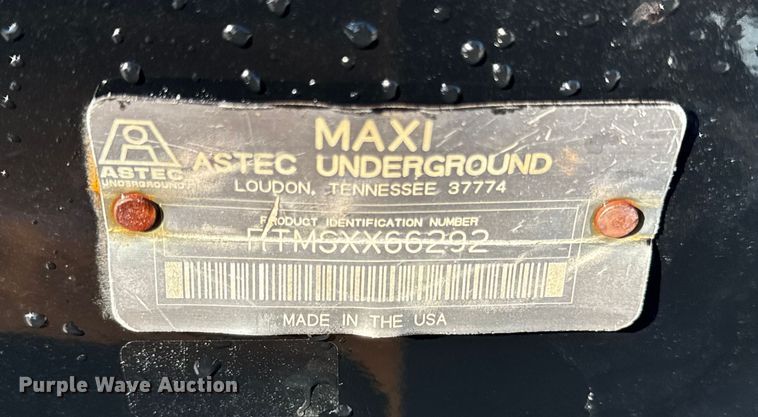 MAXI
ASTEC UNDERGROUND
ASTEC
UNDERGROUND
LOUDON, TENNESSEE 37774
PRODUCT IDENTIFICATION NUMBER
MADE IN THE USA
Purple Wave Auction